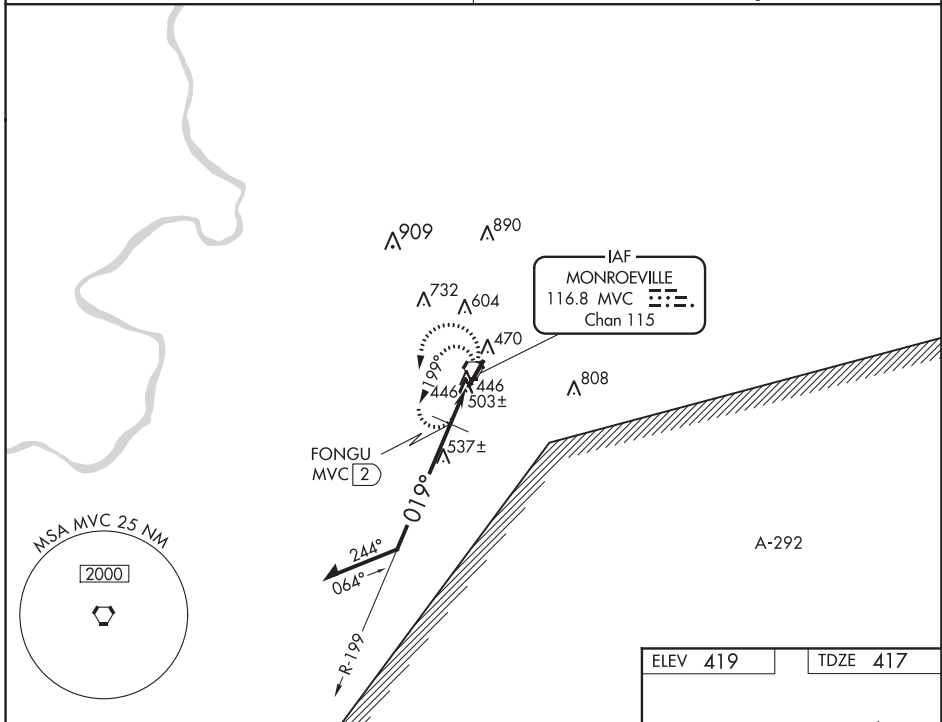 909
890
IAF
MONROEVILLE
116.8 MVC
Chan 115
732
604
470
199°
446
446
503±
808
FONGU
MVC 2
537±
019°
MSA MVC 25 NM
2000
244°
064°
A-292
R-199
ELEV 419
TDZE 417